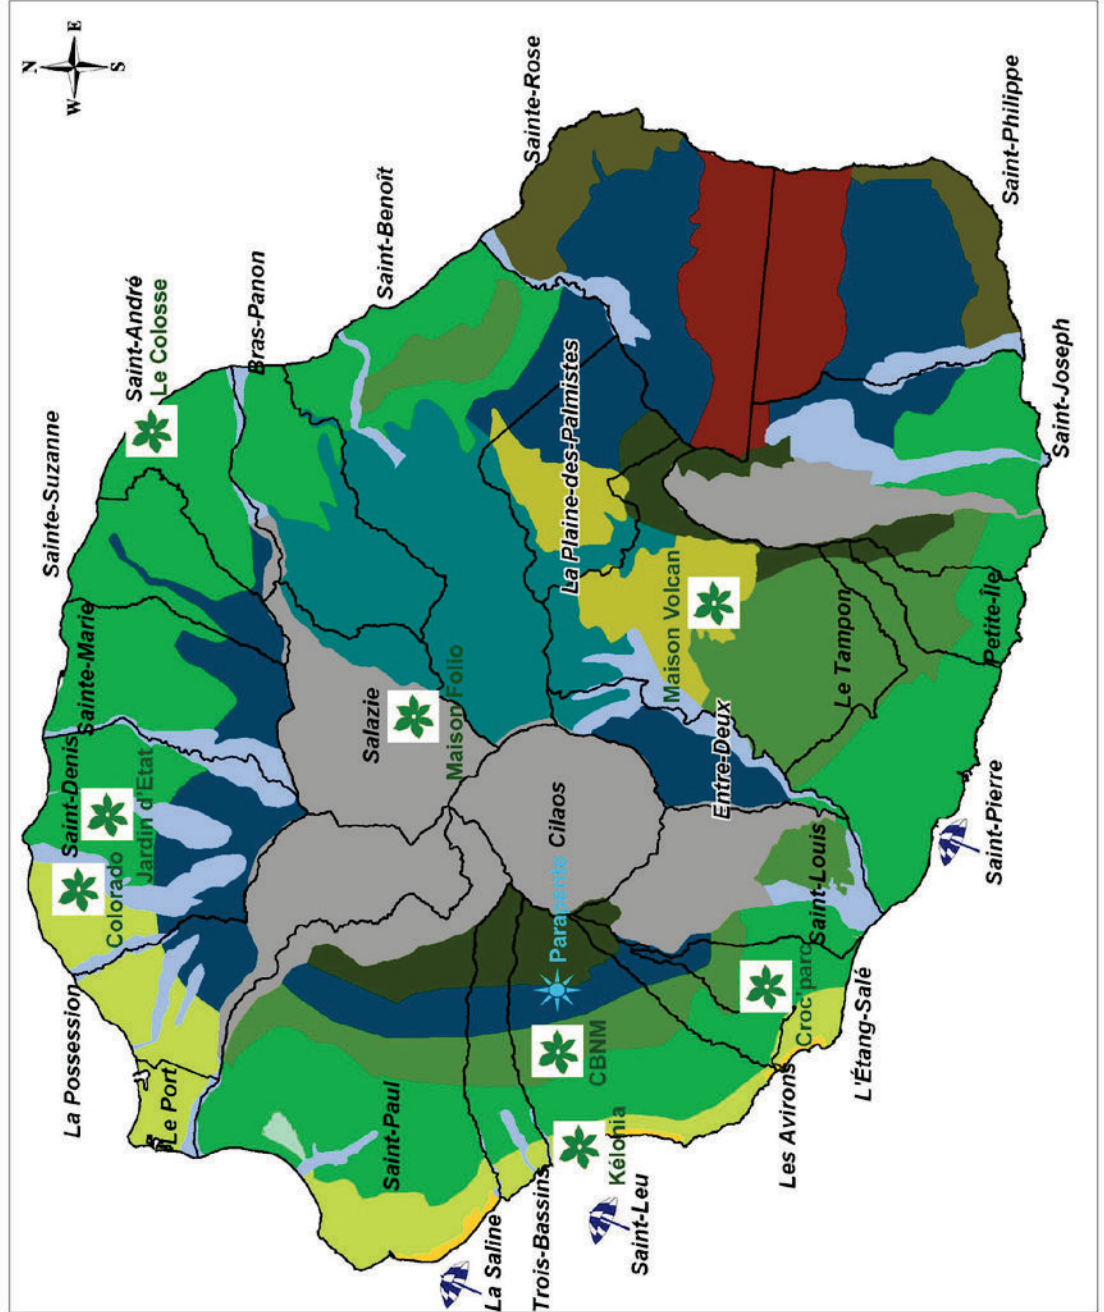 N
W
E
S
Sainte-Suzanne
Saint-André
Le Colosse
Bras-Panon
Saint-Benoît
Sainte-Rose
Saint-Denis
Sainte-Marie
Colorado
Jardin d'Etat
La Possession
Le Port
Salazie
Maison Folio
La Plaine-des-Palmistes
Saint-Paul
Parapente
Cilaos
CBNM
Kélonia
La Saline
Trois-Bassins
Saint-Leu
Maison Volcan
Entre-Deux
Le Tampon
Croc'parc
Saint-Louis
Les Avirons
L'Étang-Salé
Saint-Pierre
Petite-Île
Saint-Joseph
Saint-Philippe